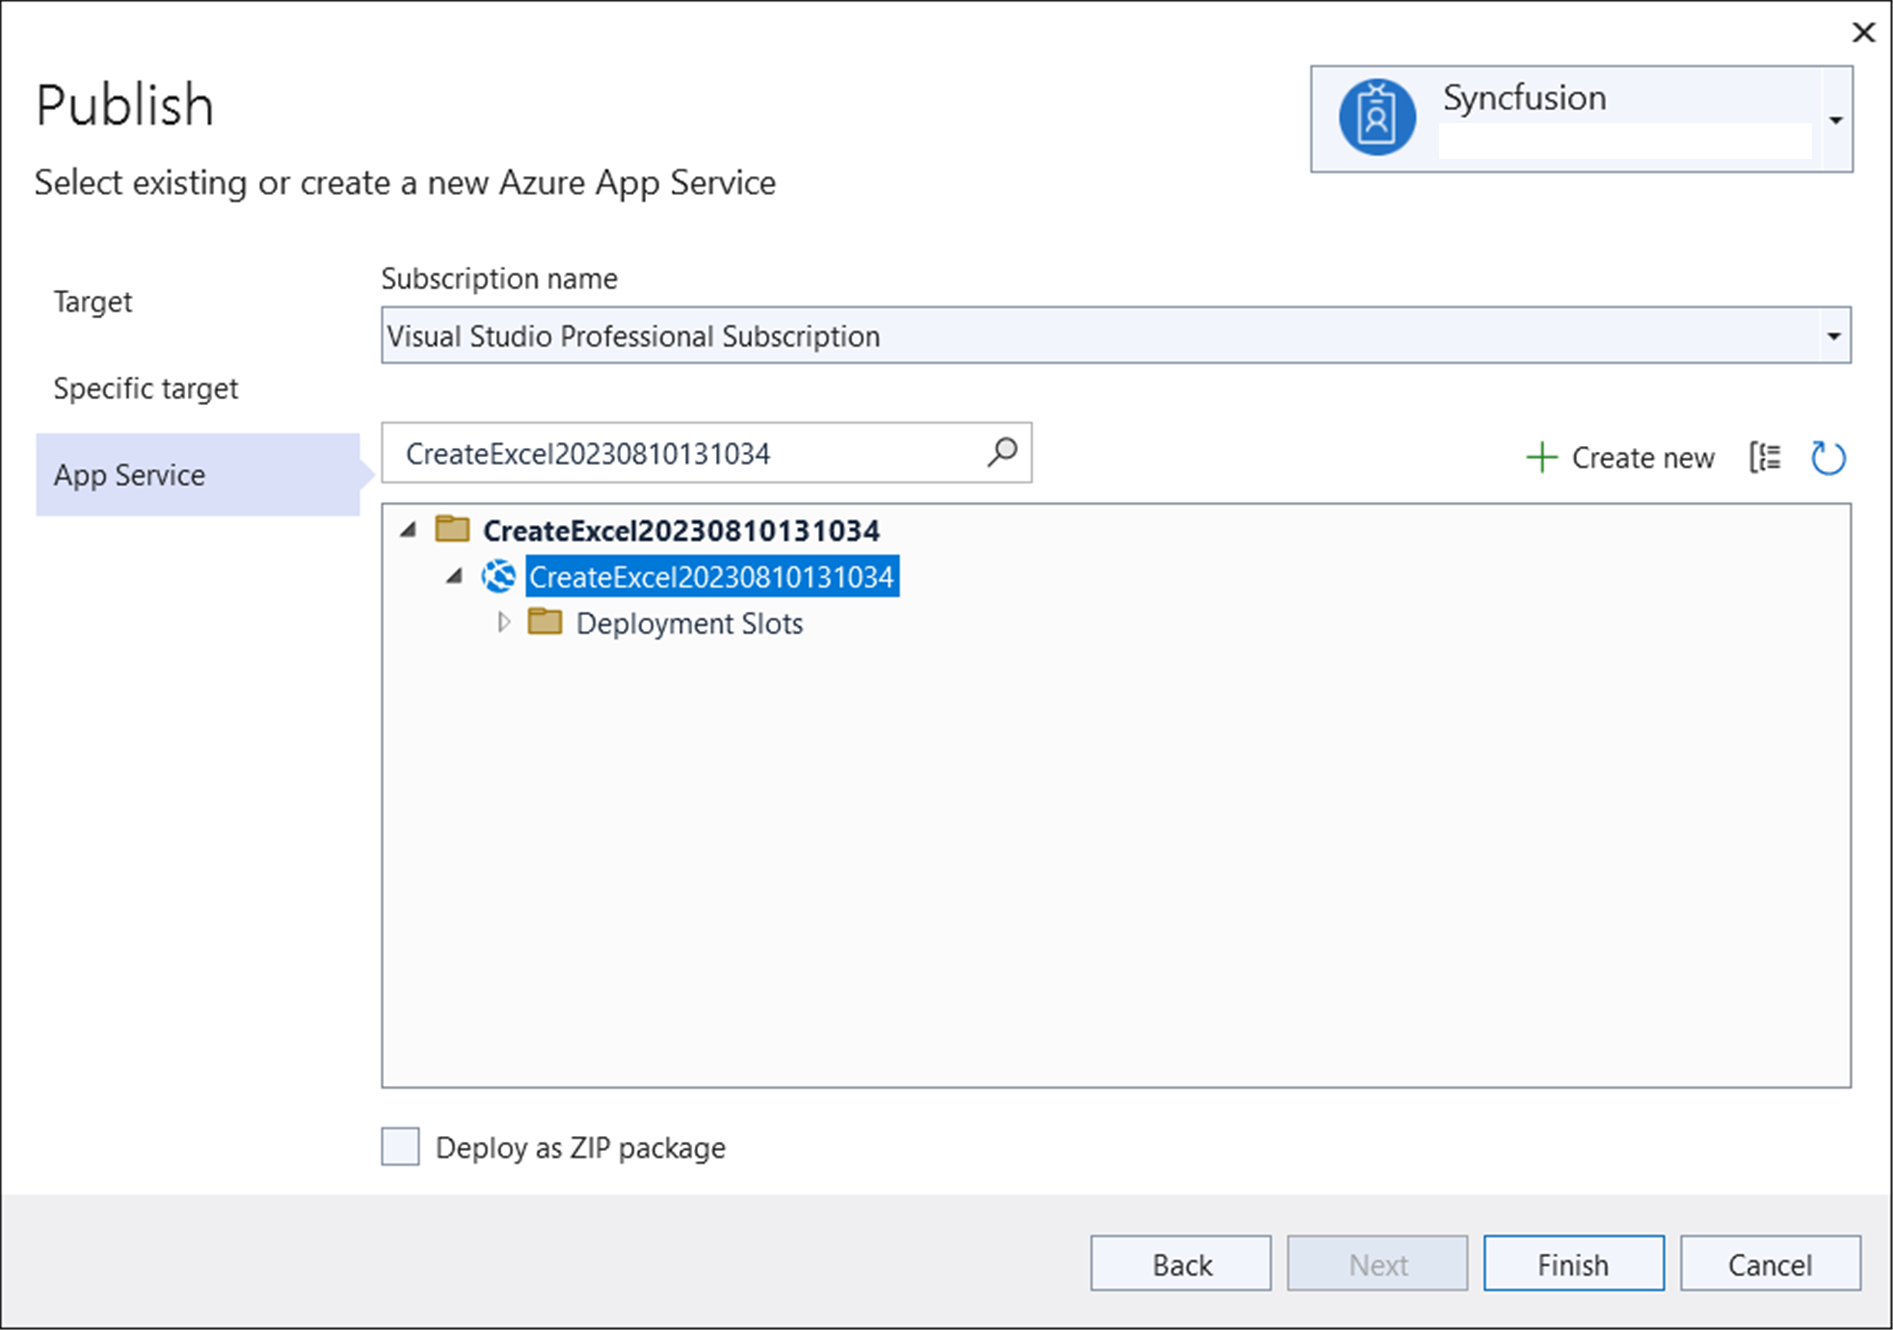 Publish
Syncfusion
Select existing or create a new Azure App Service
Target
Specific target
App Service
Subscription name
Visual Studio Professional Subscription
CreateExcel20230810131034
Create new
CreateExcel20230810131034
CreateExcel20230810131034
Deployment Slots
Deploy as ZIP package
Back
Next
Finish
Cancel